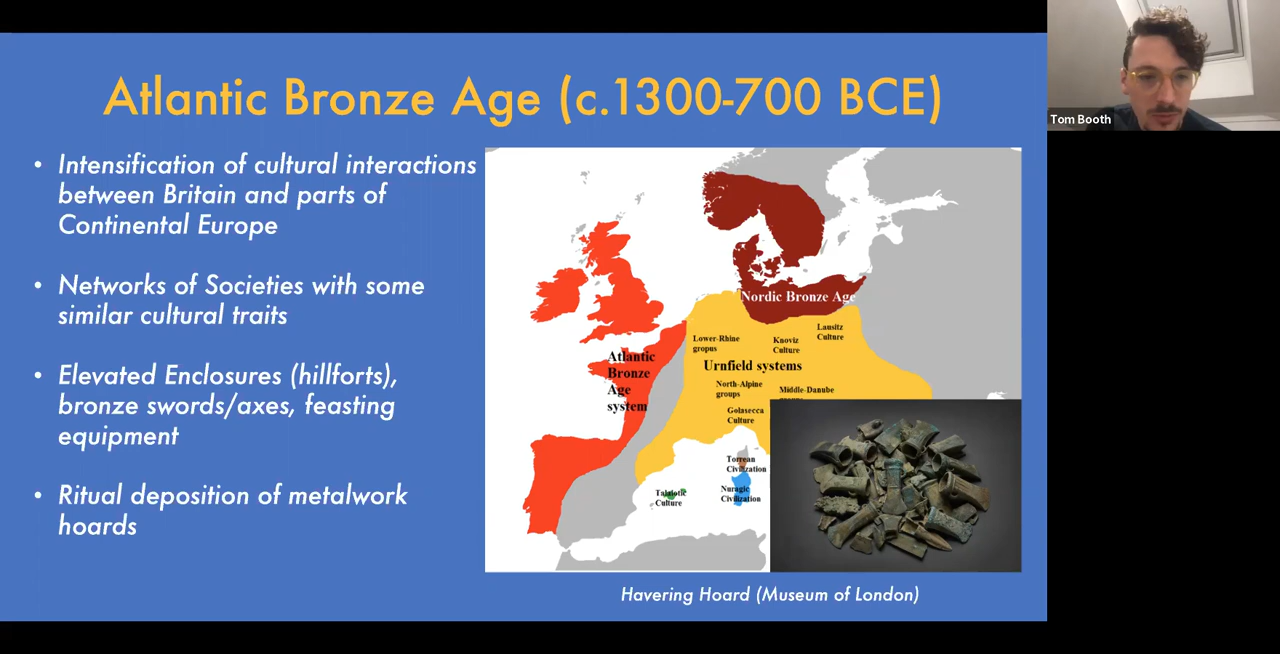 Atlantic Bronze Age (c.1300-700 BCE)
Tom Booth
• Intensification of cultural interactions
between Britain and parts of
Continental Europe
• Networks of Societies with some
similar cultural traits
• Elevated Enclosures (hillforts),
bronze swords/axes, feasting
equipment
• Ritual deposition of metalwork
hoards
Nordic Bronze Age
Lower-Rhine
gropus
Knoviz
Culture
Lausitz
Culture
Urnfield systems
Atlantic
Bronze
Age
system
North-Alpine
groups
Middle-Danube
groups
Golasecca
Culture
Torrean
Civilization
Nuragic
Civilization
Talaiotic
Culture
Havering Hoard (Museum of London)